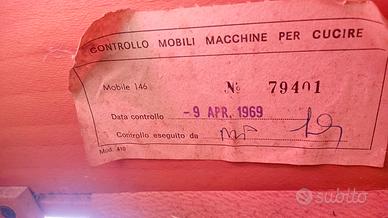 CONTROLLO MOBILI MACCHINE PER CUCIRE
Mobile 146 Nº 79401
Data controllo - 9 APR. 1969
Controllo eseguito da
Mod. 410
subito